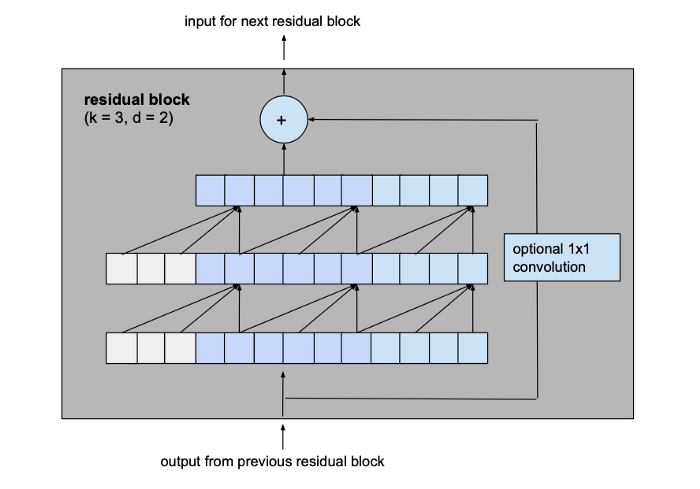 input for next residual block
residual block
(k = 3, d = 2)
+
optional 1x1
convolution
output from previous residual block